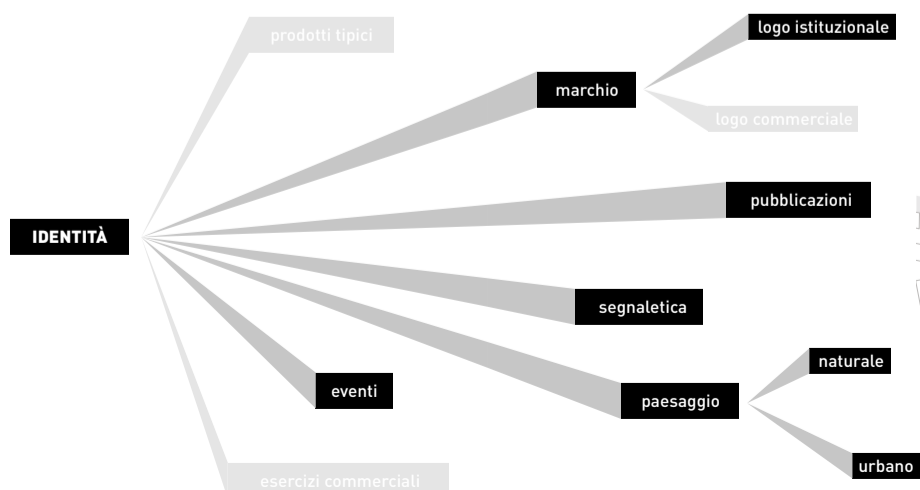 prodotti tipici
logo istituzionale
marchio
logo commerciale
pubblicazioni
IDENTITÀ
segnaletica
naturale
eventi
paesaggio
urbano
esercizi commerciali